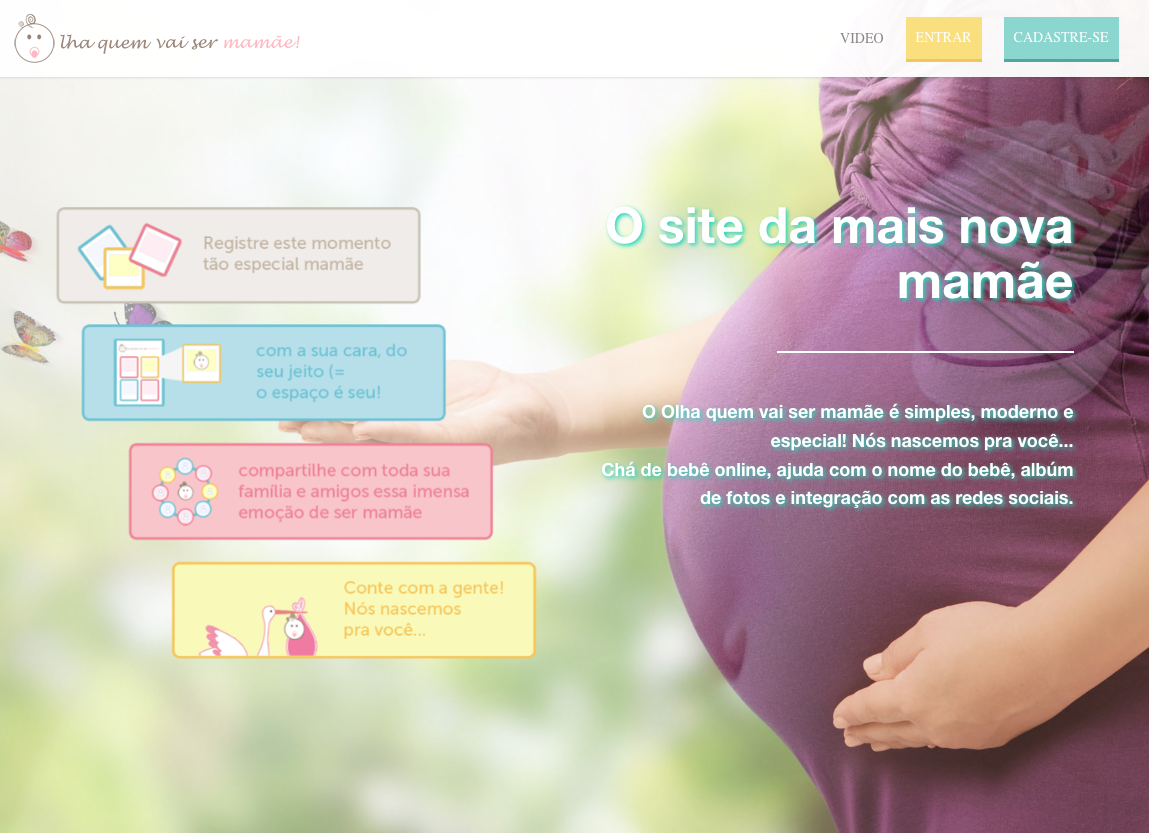 lha quem vai ser mamãe!
VIDEO
ENTRAR
CADASTRE-SE
Registre este momento
tão especial mamãe
com a sua cara, do
seu jeito (=
o espaço é seu!
compartilhe com toda sua
família e amigos essa imensa
emoção de ser mamãe
Conte com a gente!
Nós nascemos
pra você...
O site da mais nova
mamãe
O Olha quem vai ser mamãe é simples, moderno e
especial! Nós nascemos pra você...
Chá de bebê online, ajuda com o nome do bebê, albúm
de fotos e integração com as redes sociais.